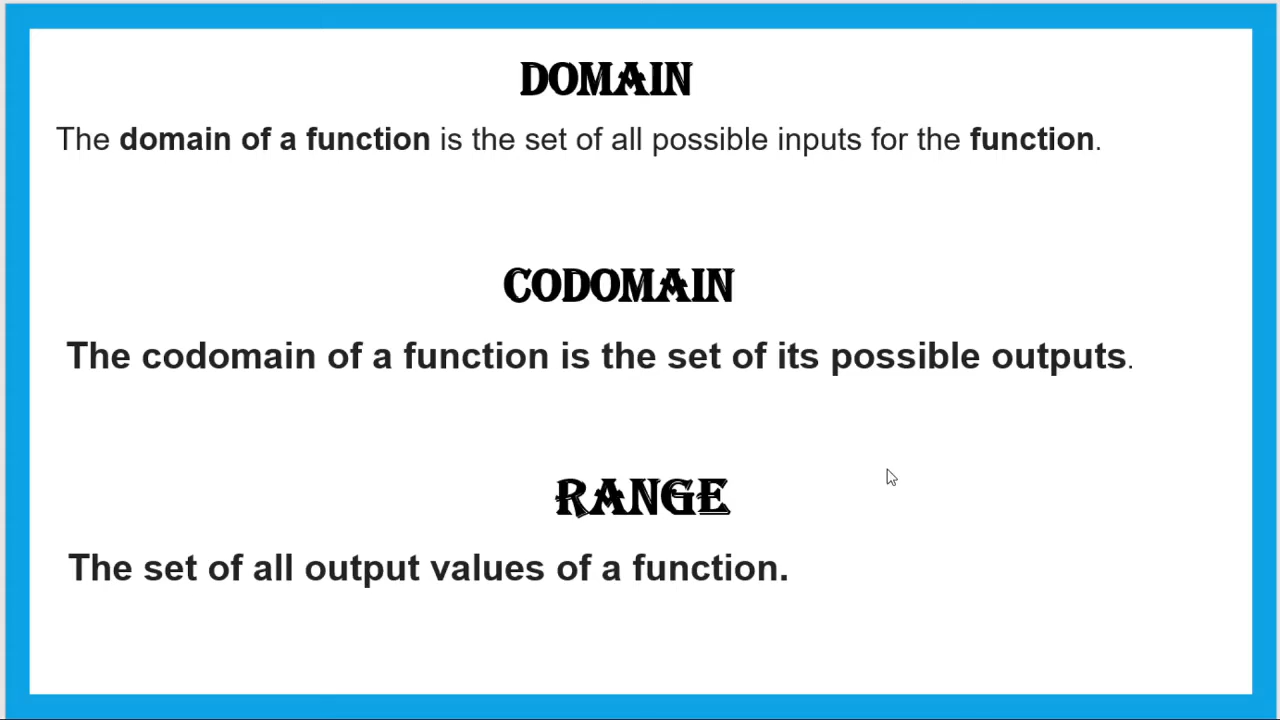 DOMAIN
The domain of a function is the set of all possible inputs for the function.
CODOMAIN
The codomain of a function is the set of its possible outputs.
RANGE
The set of all output values of a function.